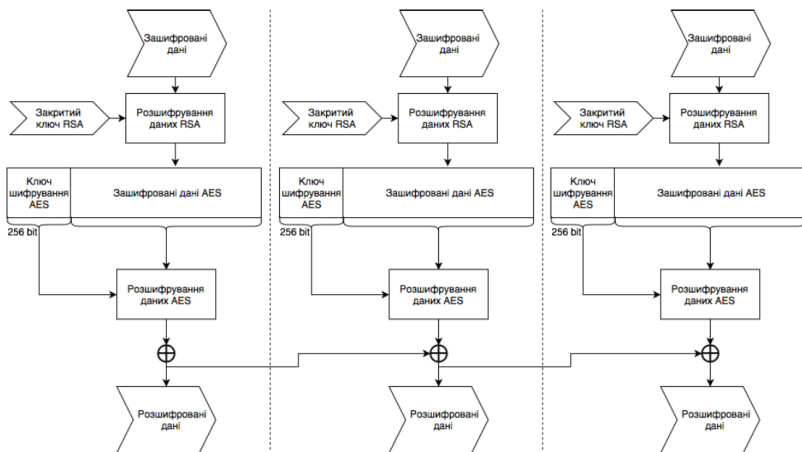 Зашифровані
дані
Закритий
ключ RSA
Розшифрування
даних RSA
Ключ
шифрування
AES
Зашифровані дані AES
256 bit
Розшифрування
даних AES
Розшифровані
дані
Зашифровані
дані
Закритий
ключ RSA
Розшифрування
даних RSA
Ключ
шифрування
AES
Зашифровані дані AES
256 bit
Розшифрування
даних AES
Розшифровані
дані
Зашифровані
дані
Закритий
ключ RSA
Розшифрування
даних RSA
Ключ
шифрування
AES
Зашифровані дані AES
256 bit
Розшифрування
даних AES
Розшифровані
дані